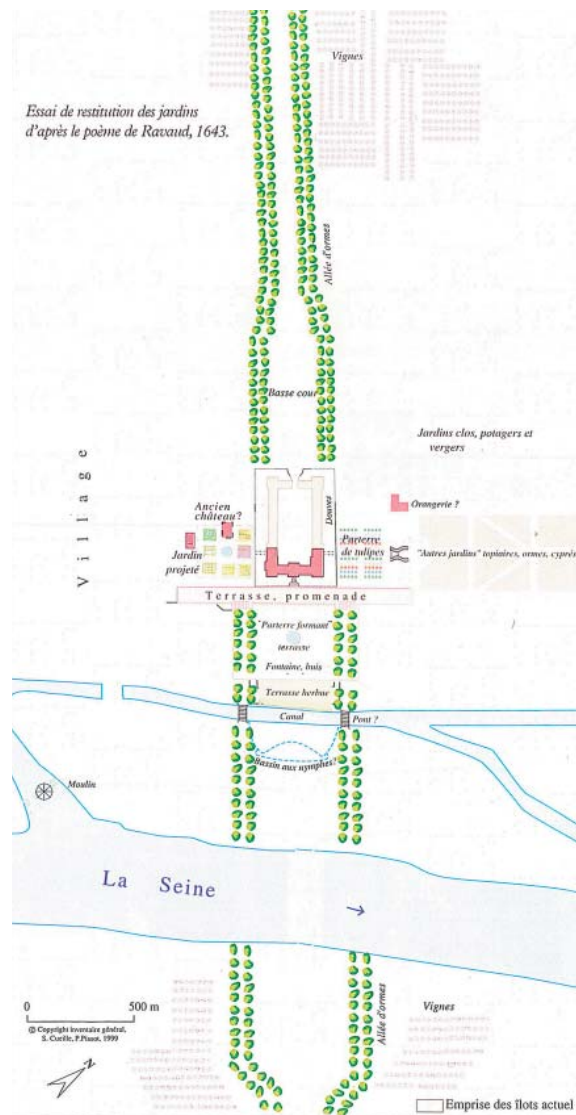 Vignes
Essai de restitution des jardins
d'après le poème de Ravaud, 1643.
Allée d'ormes
Basse cour
Jardins clos, potagers et
vergers
Village
Ancien
château?
Douves
Orangerie ?
Jardin
projeté
Parterre
de tulipes
"Autres jardins" topiaires, ormes, cyprès
Terrasse, promenade
"Parterre formant
terrasse
Fontaine, buis
Terrasse herbue
Canal
Pont ?
Bassin aux nymphes?
Moulin
La Seine
0 500 m
© Copyright inventaire général,
S. Cueille, P.Pissot, 1999
N
Allée d'ormes
Vignes
Emprise des îlots actuel